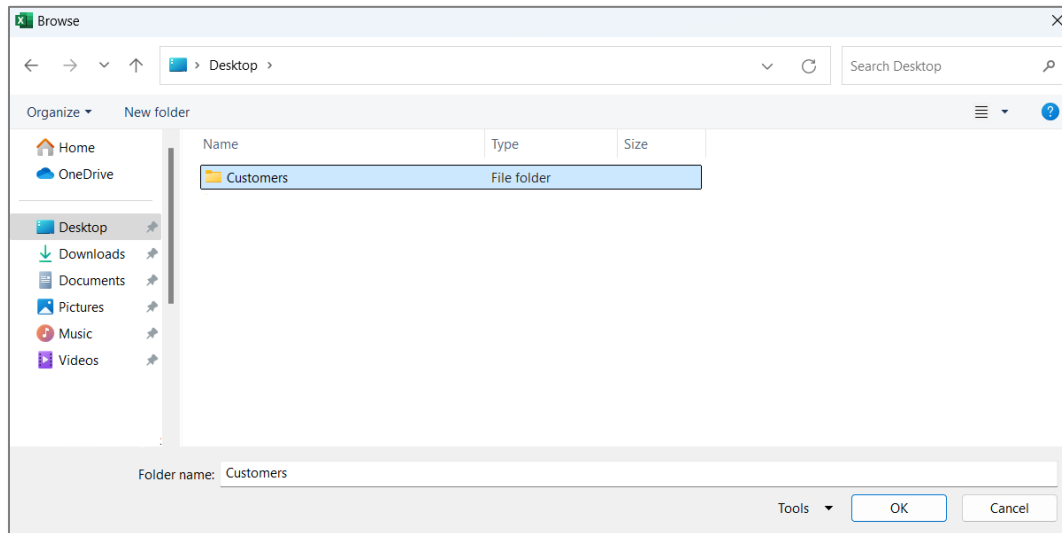 Browse
Desktop
Search Desktop
Organize
New folder
Home
OneDrive
Desktop
Downloads
Documents
Pictures
Music
Videos
Name Type Size
Customers File folder
Folder name: Customers
Tools OK Cancel